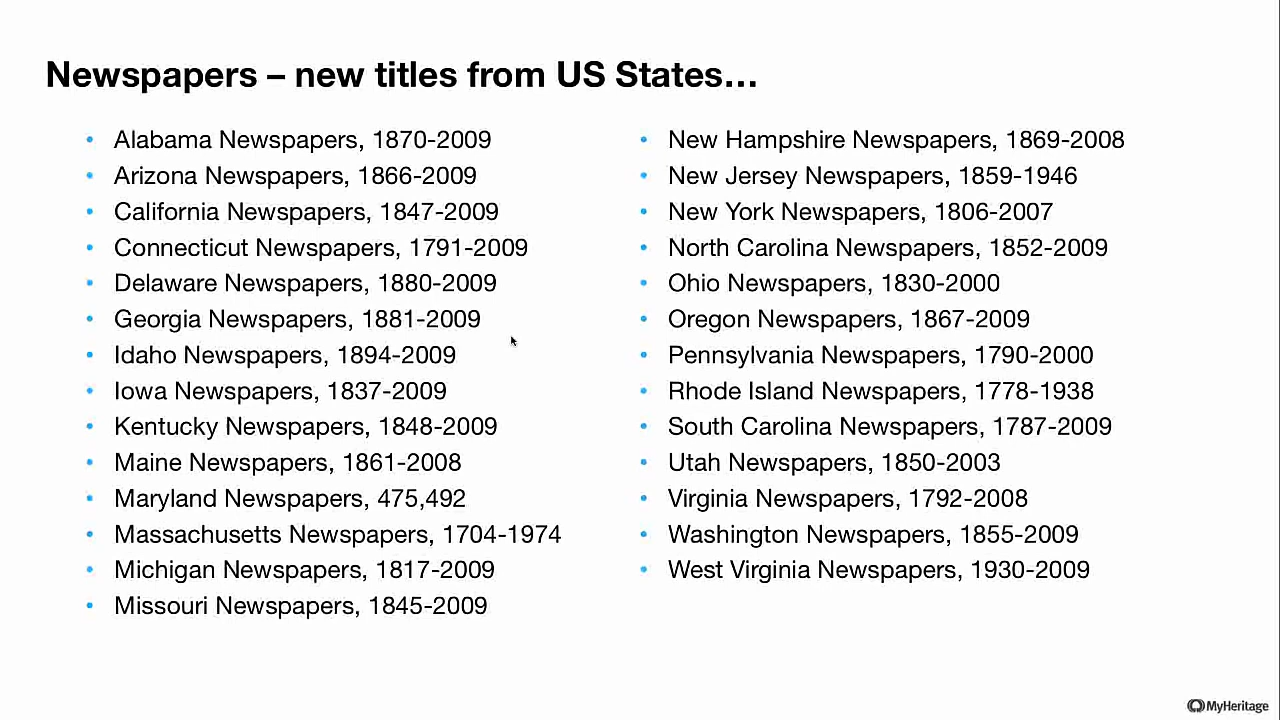 Newspapers – new titles from US States...
• Alabama Newspapers, 1870-2009
• Arizona Newspapers, 1866-2009
• California Newspapers, 1847-2009
• Connecticut Newspapers, 1791-2009
• Delaware Newspapers, 1880-2009
• Georgia Newspapers, 1881-2009
• Idaho Newspapers, 1894-2009
• Iowa Newspapers, 1837-2009
• Kentucky Newspapers, 1848-2009
• Maine Newspapers, 1861-2008
• Maryland Newspapers, 475,492
• Massachusetts Newspapers, 1704-1974
• Michigan Newspapers, 1817-2009
• Missouri Newspapers, 1845-2009
• New Hampshire Newspapers, 1869-2008
• New Jersey Newspapers, 1859-1946
• New York Newspapers, 1806-2007
• North Carolina Newspapers, 1852-2009
• Ohio Newspapers, 1830-2000
• Oregon Newspapers, 1867-2009
• Pennsylvania Newspapers, 1790-2000
• Rhode Island Newspapers, 1778-1938
• South Carolina Newspapers, 1787-2009
• Utah Newspapers, 1850-2003
• Virginia Newspapers, 1792-2008
• Washington Newspapers, 1855-2009
• West Virginia Newspapers, 1930-2009
MyHeritage